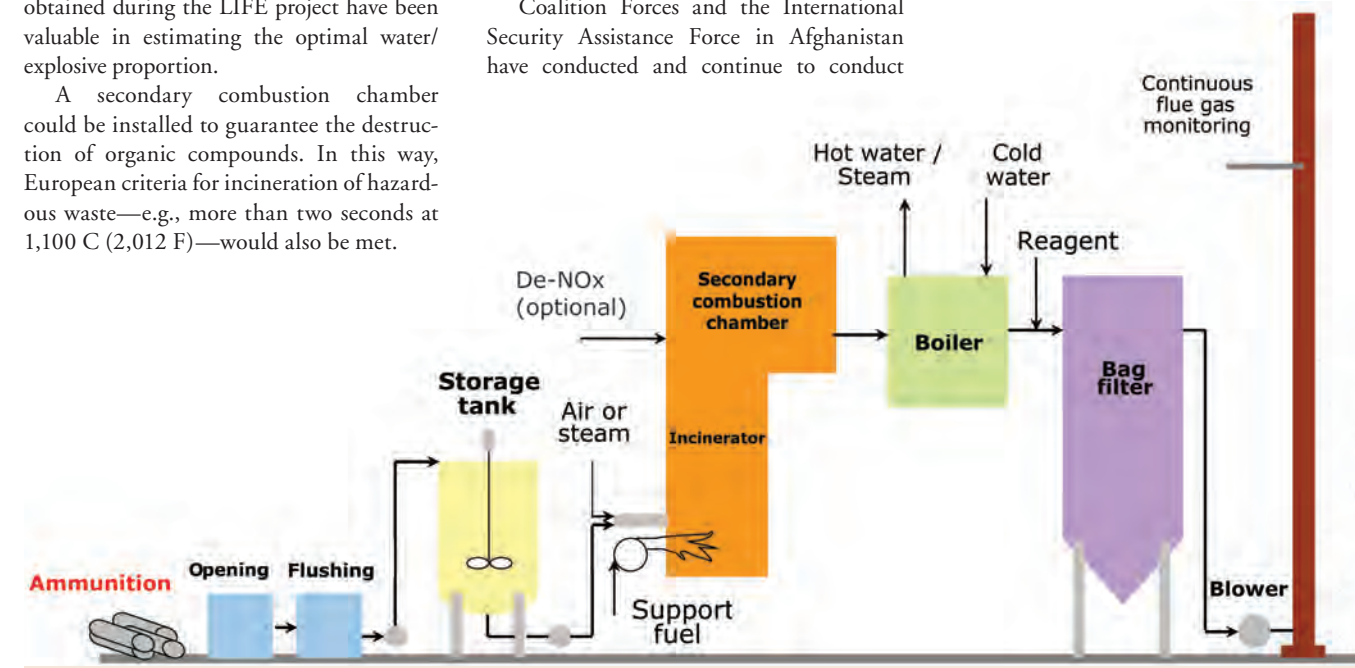 obtained during the LIFE project have been
valuable in estimating the optimal water/
explosive proportion.
A secondary combustion chamber
could be installed to guarantee the destruc-
tion of organic compounds. In this way,
European criteria for incineration of hazard-
ous waste—e.g., more than two seconds at
1,100 C (2,012 F)—would also be met.
Coalition Forces and the International
Security Assistance Force in Afghanistan
have conducted and continue to conduct
Ammunition
Opening
Flushing
Storage
tank
Air or
steam
De-NOx
(optional)
Support
fuel
Incinerator
Secondary
combustion
chamber
Hot water /
Steam
Cold
water
Boiler
Reagent
Bag
filter
Blower
Continuous
flue gas
monitoring